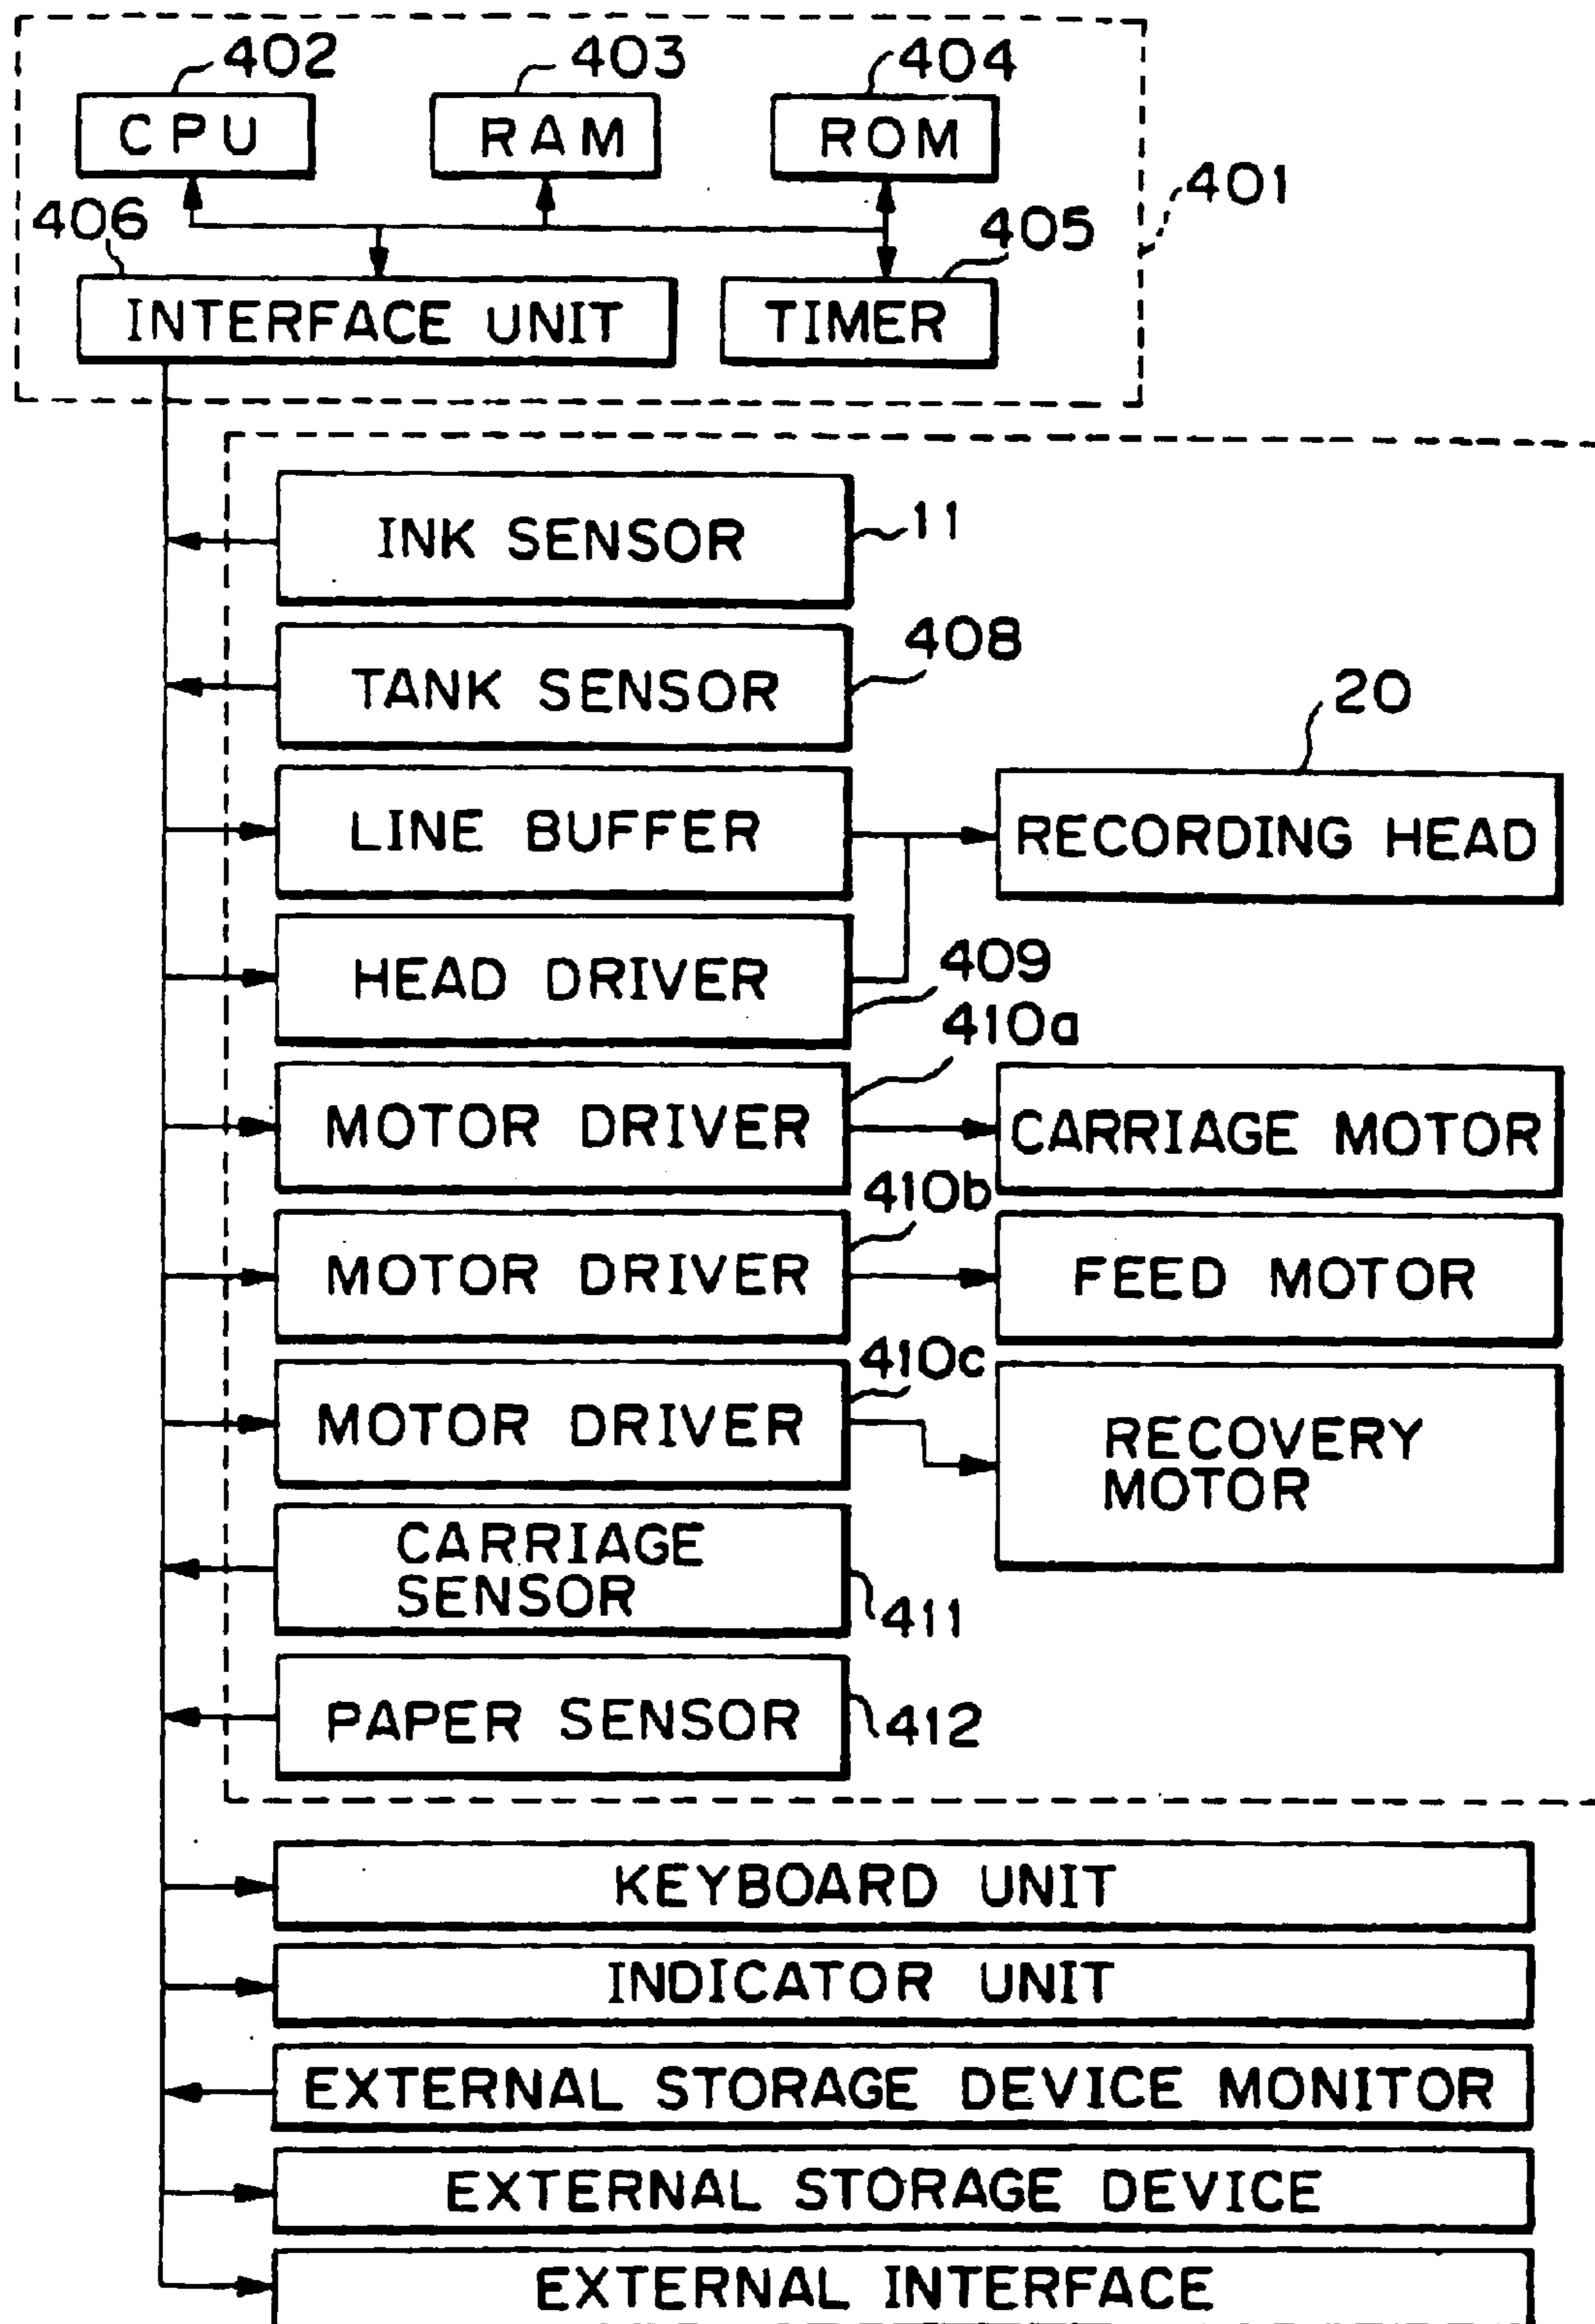 402
403
404
CPU
RAM
ROM
401
406
405
INTERFACE UNIT
TIMER
INK SENSOR
11
TANK SENSOR
408
20
LINE BUFFER
RECORDING HEAD
HEAD DRIVER
409
410a
MOTOR DRIVER
CARRIAGE MOTOR
410b
MOTOR DRIVER
FEED MOTOR
410c
MOTOR DRIVER
RECOVERY
MOTOR
CARRIAGE
SENSOR
411
PAPER SENSOR
412
KEYBOARD UNIT
INDICATOR UNIT
EXTERNAL STORAGE DEVICE MONITOR
EXTERNAL STORAGE DEVICE
EXTERNAL INTERFACE